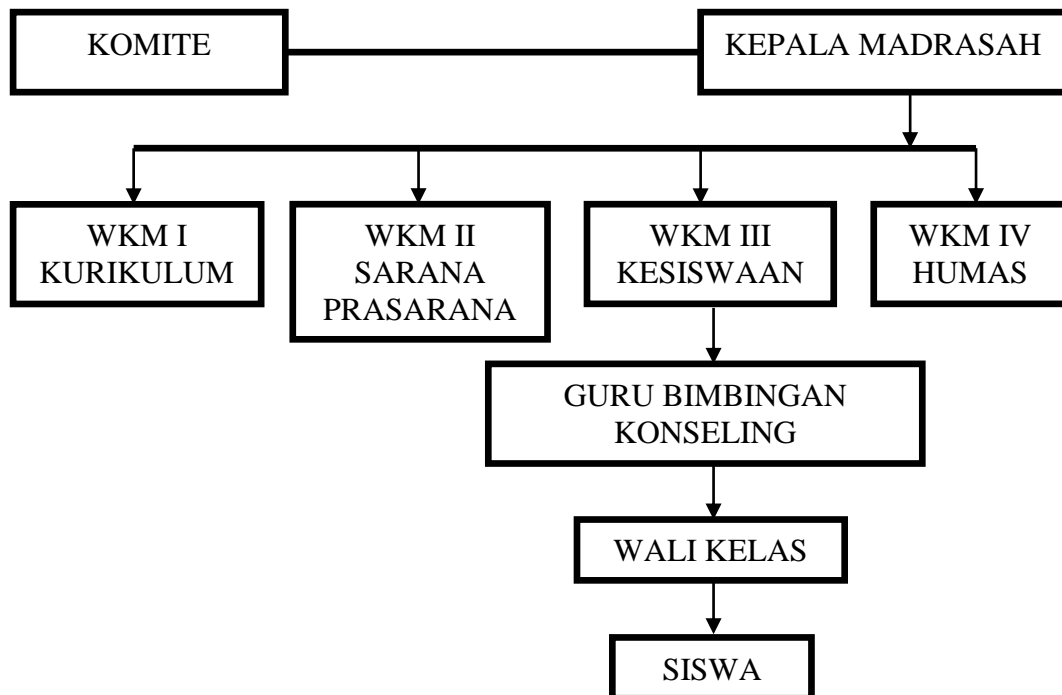 KOMITE
KEPALA MADRASAH
WKM I
KURIKULUM
WKM II
SARANA
PRASARANA
WKM III
KESISWAAN
WKM IV
HUMAS
GURU BIMBINGAN
KONSELING
WALI KELAS
SISWA